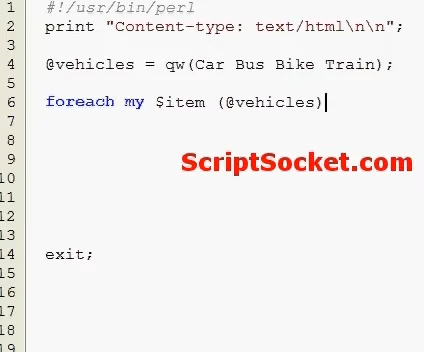 1 #!/usr/bin/perl
2 print "Content-type: text/html\n\n";
3
4 @vehicles = qw(Car Bus Bike Train);
5
6 foreach my $item (@vehicles)
7
8
9 ScriptSocket.com
10
11
12
13
14 exit;
15
16
17
18
19